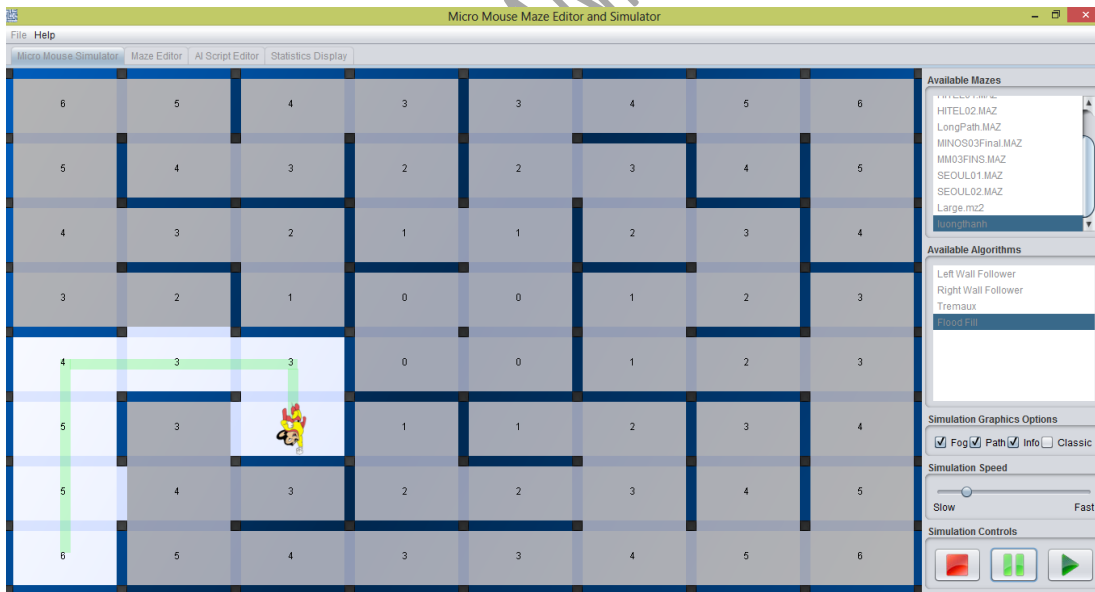 Micro Mouse Maze Editor and Simulator
File Help
Micro Mouse Simulator Maze Editor AI Script Editor Statistics Display
6 5 4 3 3 4 5 6
5 4 3 2 2 3 4 5
4 3 2 1 1 2 3 4
3 2 1 0 0 1 2 3
4 3 3 0 0 1 2 3
5 3 1 1 2 3 4
5 4 3 2 2 3 4 5
6 5 4 3 3 4 5 6
Available Mazes
HITEL02.MAZ
LongPath.MAZ
MINOS03Final.MAZ
MM03FINS.MAZ
SEOUL01.MAZ
SEOUL02.MAZ
Large.mz2
tuongthanh
Available Algorithms
Left Wall Follower
Right Wall Follower
Tremaux
Flood Fill
Simulation Graphics Options
Fog Path Info Classic
Simulation Speed
Slow Fast
Simulation Controls